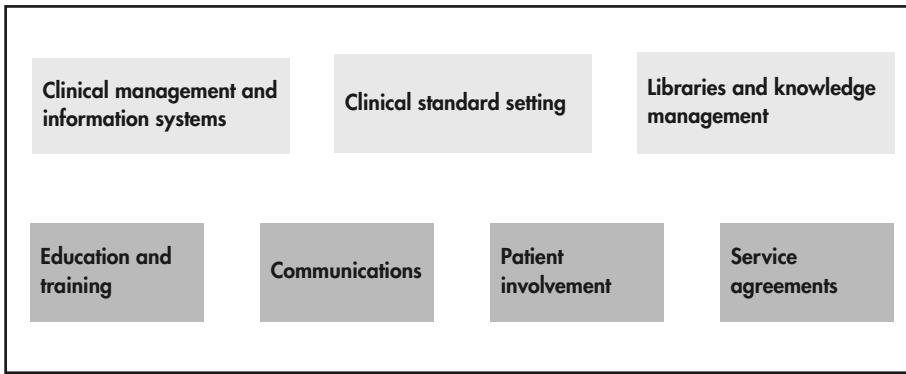 Clinical management and
information systems
Clinical standard setting
Libraries and knowledge
management
Education and
training
Communications
Patient
involvement
Service
agreements